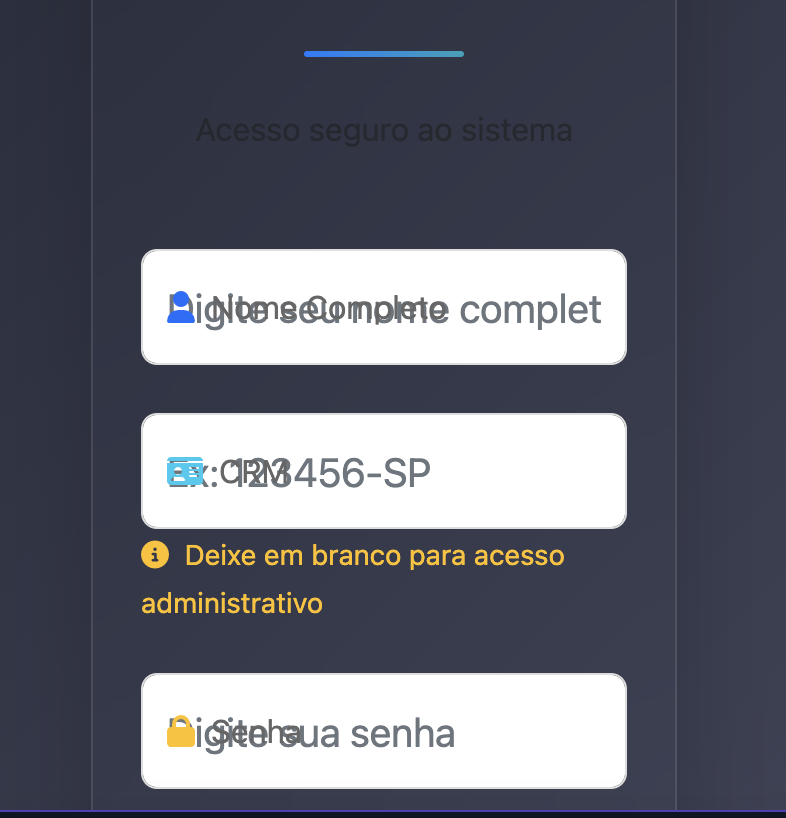 Acesso seguro ao sistema
Nome Completo
Digite seu nome complet
CRM
Ex: 123456-SP
Deixe em branco para acesso
administrativo
Senha
Digite sua senha